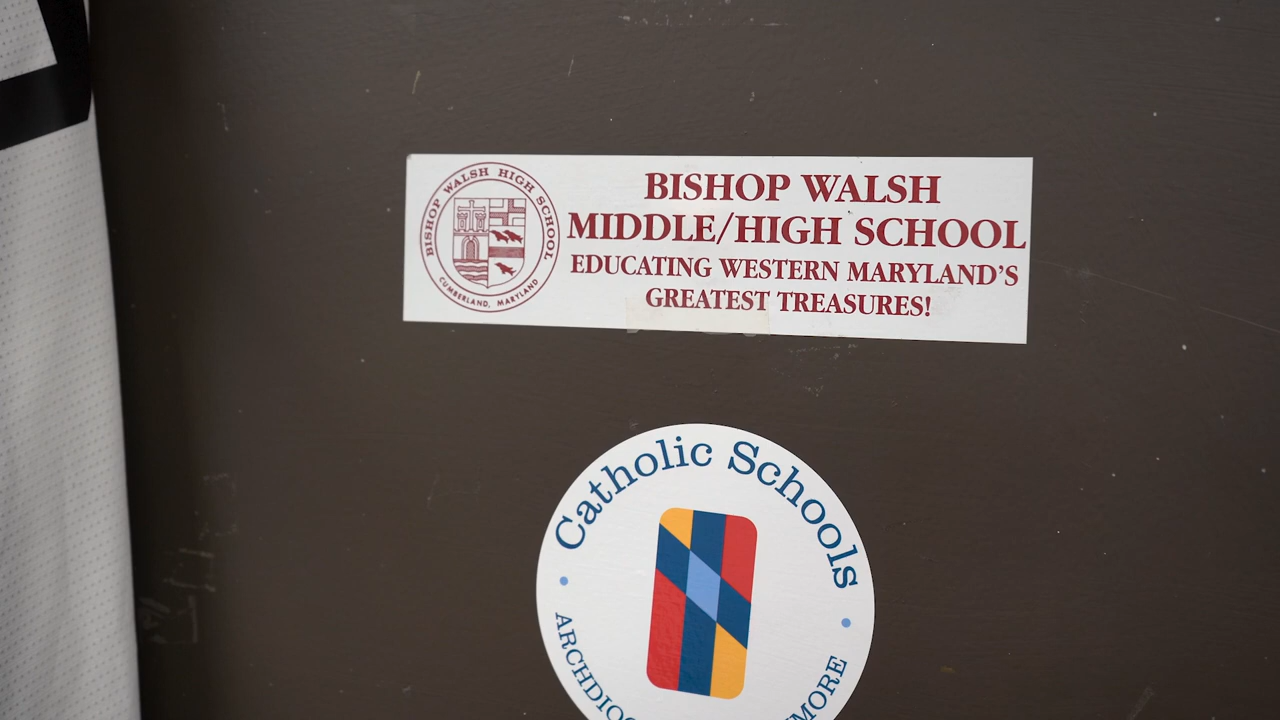 BISHOP WALSH HIGH SCHOOL
CUMBERLAND, MARYLAND
BISHOP WALSH
MIDDLE/HIGH SCHOOL
EDUCATING WESTERN MARYLAND'S
GREATEST TREASURES!
Catholic Schools